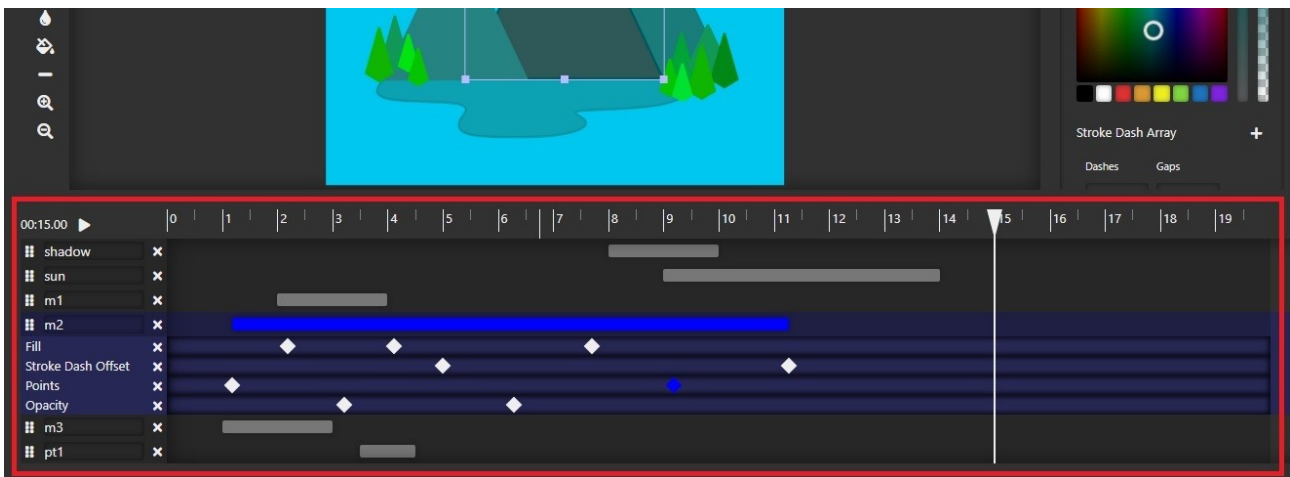 Stroke Dash Array +
Dashes Gaps
00:15.00 0 1 2 3 4 5 6 7 8 9 10 11 12 13 14 15 16 17 18 19
shadow
sun
m1
m2
Fill
Stroke Dash Offset
Points
Opacity
m3
pt1